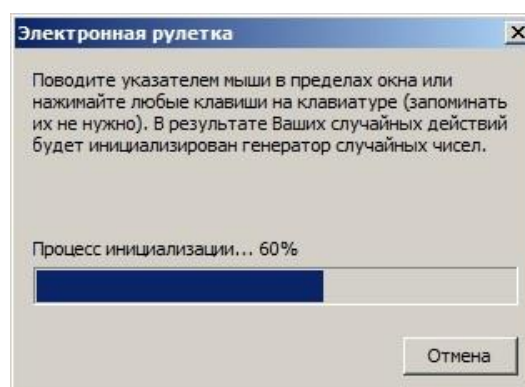 Электронная рулетка
Поводите указателем мыши в пределах окна или
нажимайте любые клавиши на клавиатуре (запоминать
их не нужно). В результате Ваших случайных действий
будет инициализирован генератор случайных чисел.
Процесс инициализации... 60%
Отмена